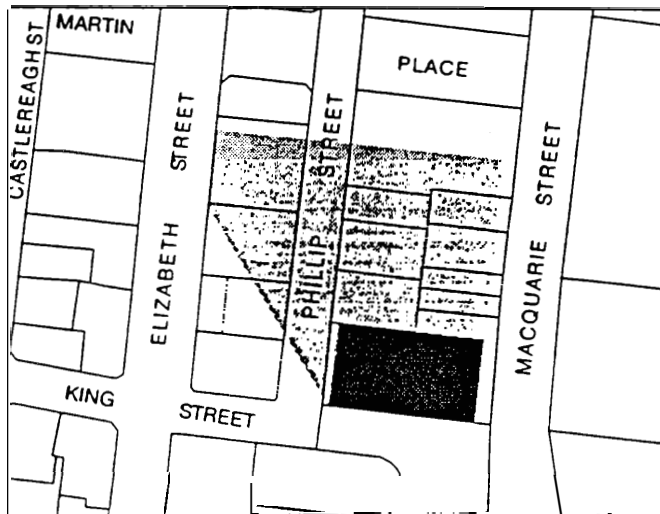 MARTIN
PLACE
CASTLEREAGH ST
ELIZABETH STREET
PHILLIP STREET
MACQUARIE STREET
KING STREET